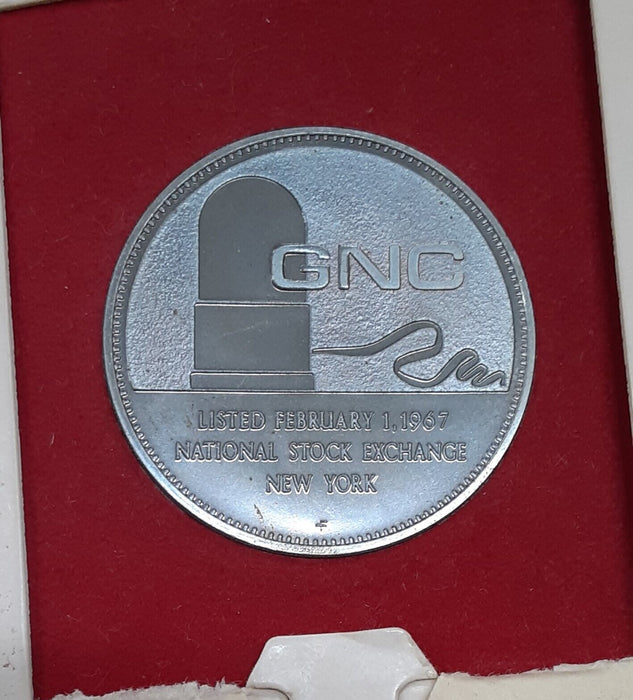 GNC
LISTED FEBRUARY 1, 1967
NATIONAL STOCK EXCHANGE
NEW YORK